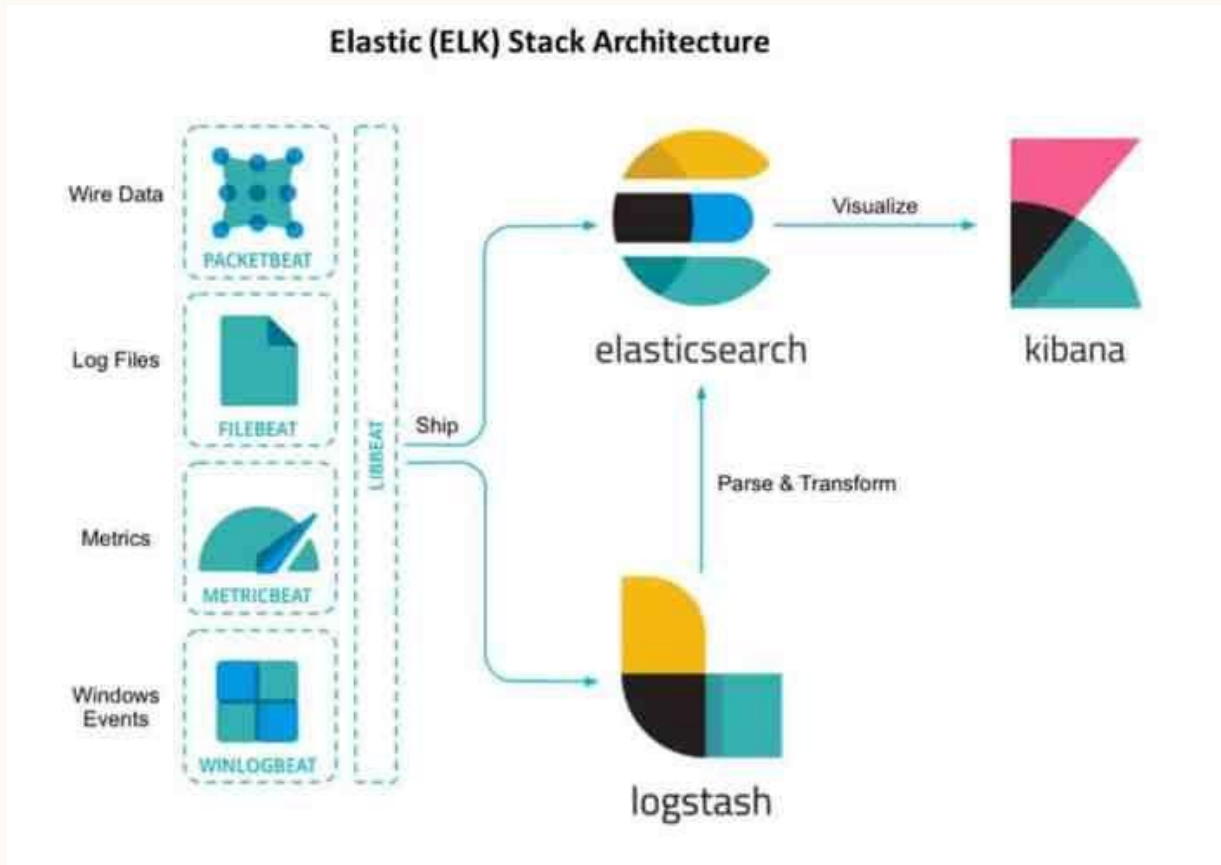 Elastic (ELK) Stack Architecture
Wire Data
PACKETBEAT
Log Files
FILEBEAT
Metrics
METRICBEAT
Windows
Events
WINLOGBEAT
LIBBEAT
Ship
elasticsearch
Visualize
kibana
Parse & Transform
logstash